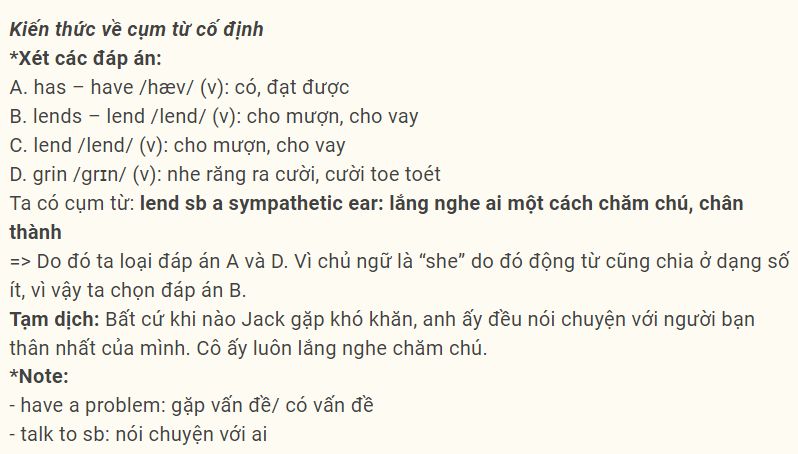 Kiến thức về cụm từ cố định
*Xét các đáp án:
A. has – have /hæv/ (v): có, đạt được
B. lends – lend /lend/ (v): cho mượn, cho vay
C. lend /lend/ (v): cho mượn, cho vay
D. grin /grɪn/ (v): nhe răng ra cười, cười toe toét
Ta có cụm từ: lend sb a sympathetic ear: lắng nghe ai một cách chăm chú, chân
thành
=> Do đó ta loại đáp án A và D. Vì chủ ngữ là “she” do đó động từ cũng chia ở dạng số
ít, vì vậy ta chọn đáp án B.
Tạm dịch: Bất cứ khi nào Jack gặp khó khăn, anh ấy đều nói chuyện với người bạn
thân nhất của mình. Cô ấy luôn lắng nghe chăm chú.
*Note:
- have a problem: gặp vấn đề/ có vấn đề
- talk to sb: nói chuyện với ai